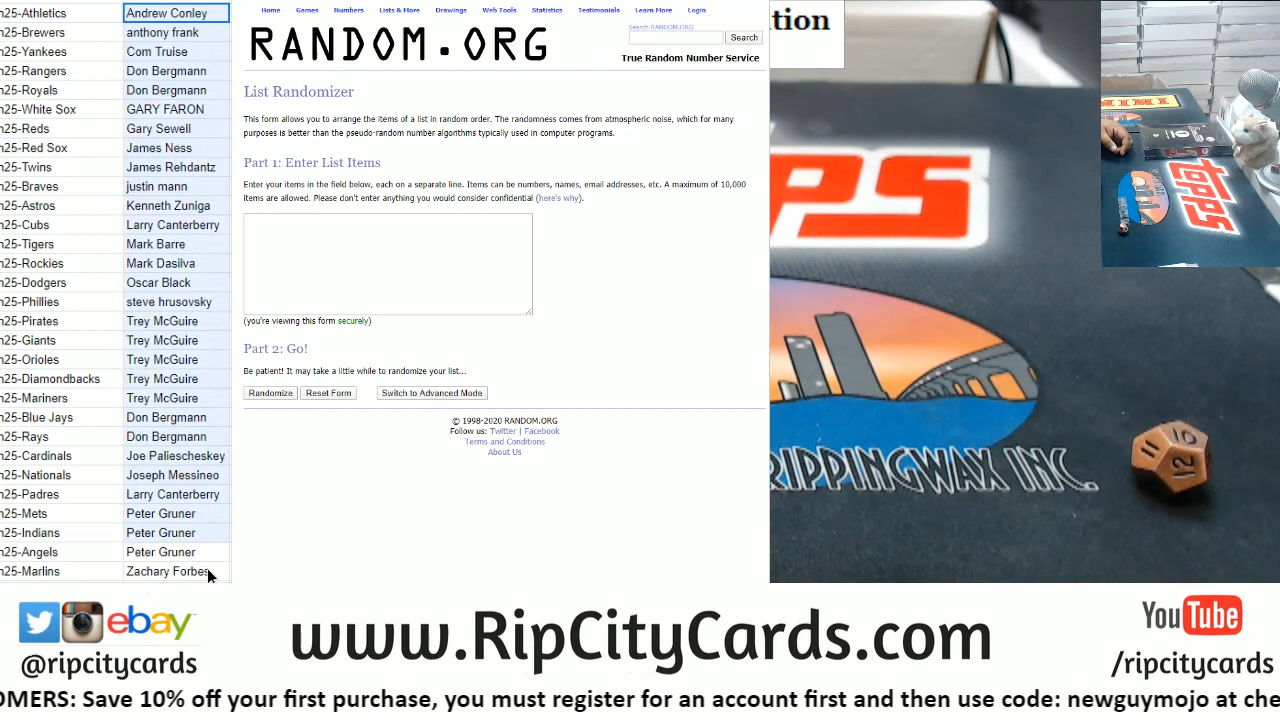 n25-Athletics Andrew Conley
n25-Brewers anthony frank
n25-Yankees Com Truise
n25-Rangers Don Bergmann
n25-Royals Don Bergmann
n25-White Sox GARY FARON
n25-Reds Gary Sewell
n25-Red Sox James Ness
n25-Twins James Rehdantz
n25-Braves justin mann
n25-Astros Kenneth Zuniga
n25-Cubs Larry Canterberry
n25-Tigers Mark Barre
n25-Rockies Mark Dasilva
n25-Dodgers Oscar Black
n25-Phillies steve hrusovsky
n25-Pirates Trey McGuire
n25-Giants Trey McGuire
n25-Orioles Trey McGuire
n25-Diamondbacks Trey McGuire
n25-Mariners Trey McGuire
n25-Blue Jays Don Bergmann
n25-Rays Don Bergmann
n25-Cardinals Joe Paliescheskey
n25-Nationals Joseph Messineo
n25-Padres Larry Canterberry
n25-Mets Peter Gruner
n25-Indians Peter Gruner
n25-Angels Peter Gruner
n25-Marlins Zachary Forbes
Home Games Numbers Lists & More Drawings Web Tools Statistics Testimonials Learn More Login
RANDOM.ORG
Search RANDOM.ORG
Search
True Random Number Service
List Randomizer
This form allows you to arrange the items of a list in random order. The randomness comes from atmospheric noise, which for many
purposes is better than the pseudo-random number algorithms typically used in computer programs.
Part 1: Enter List Items
Enter your items in the field below, each on a separate line. Items can be numbers, names, email addresses, etc. A maximum of 10,000
items are allowed. Please don't enter anything you would consider confidential (here's why).
(you're viewing this form securely)
Part 2: Go!
Be patient! It may take a little while to randomize your list...
Randomize Reset Form Switch to Advanced Mode
© 1998-2020 RANDOM.ORG
Follow us: Twitter | Facebook
Terms and Conditions
About Us
tion
PS
RIPPINGWAX INC.
11 10 12
topps
ebay
@ripcitycards
www.RipCityCards.com
YouTube
/ripcitycards
OMERS: Save 10% off your first purchase, you must register for an account first and then use code: newguymojo at che